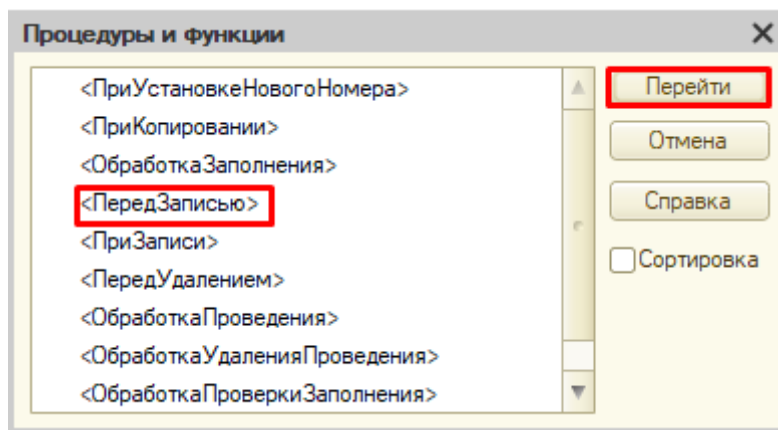 Процедуры и функции
<ПриУстановкеНовогоНомера>
<ПриКопировании>
<ОбработкаЗаполнения>
<ПередЗаписью>
<ПриЗаписи>
<ПередУдалением>
<ОбработкаПроведения>
<ОбработкаУдаленияПроведения>
<ОбработкаПроверкиЗаполнения>
Перейти
Отмена
Справка
Сортировка